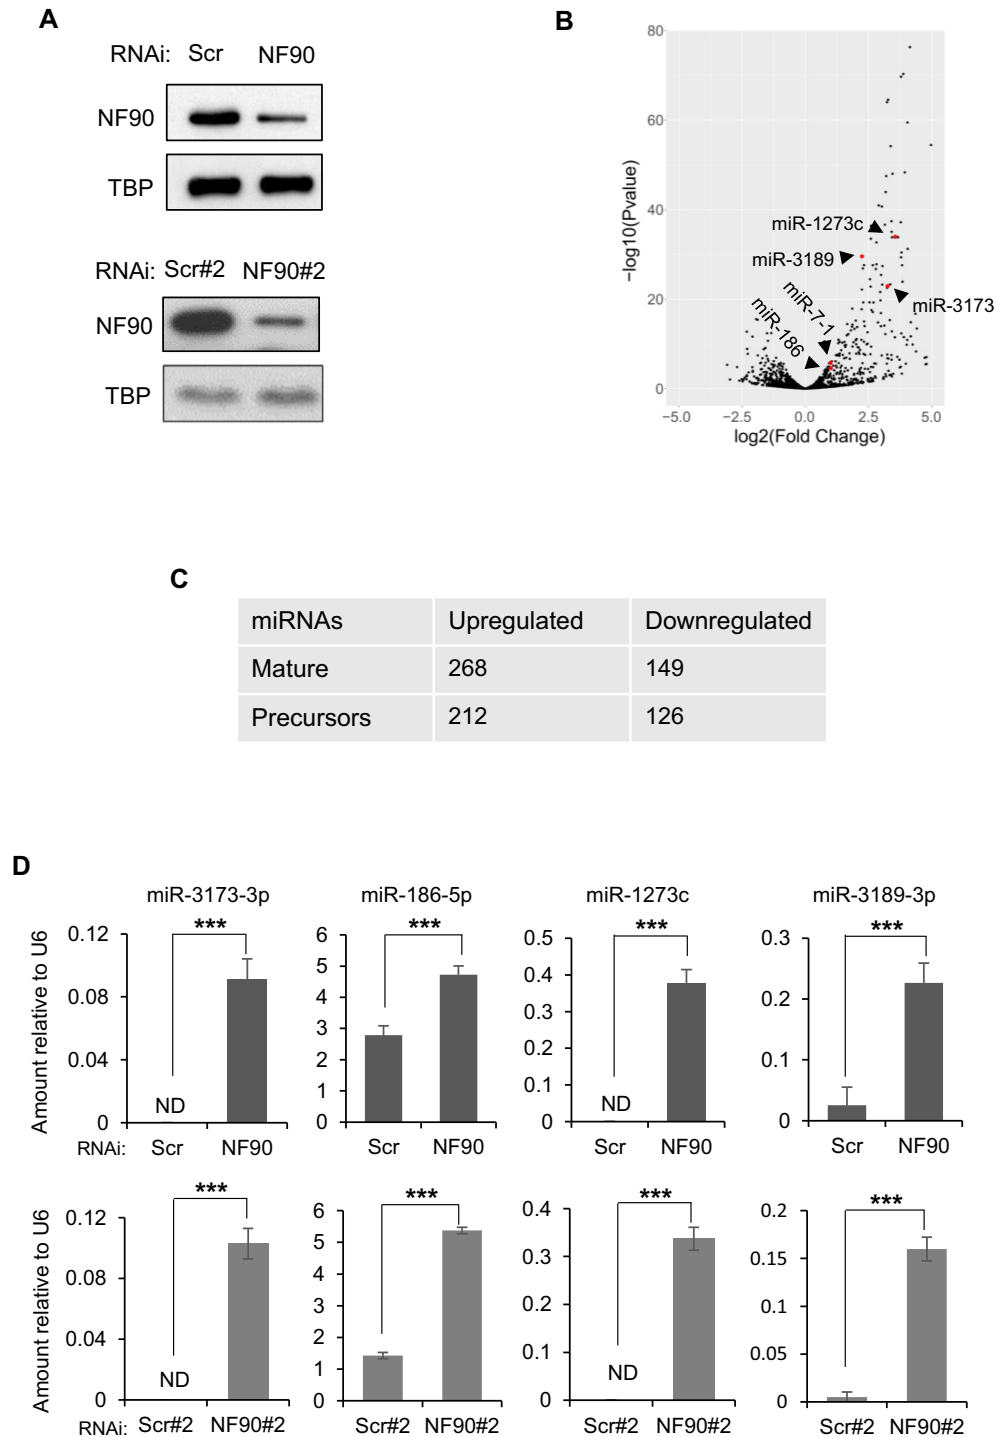 A
RNAi: Scr NF90
NF90
TBP
RNAi: Scr#2 NF90#2
NF90
TBP
B
80
60
40
20
0
−log10(Pvalue)
miR-1273c
miR-3189
miR-7-1
miR-186
miR-3173
−5.0 −2.5 0.0 2.5 5.0
log2(Fold Change)
C
miRNAs Upregulated Downregulated
Mature 268 149
Precursors 212 126
D
miR-3173-3p
Amount relative to U6
0.12
0.08
0.04
0
***
ND
RNAi: Scr NF90
miR-186-5p
6
5
4
3
2
1
0
***
Scr NF90
miR-1273c
0.5
0.4
0.3
0.2
0.1
0
***
ND
Scr NF90
miR-3189-3p
0.3
0.2
0.1
0
***
Scr NF90
Amount relative to U6
0.12
0.08
0.04
0
***
ND
RNAi: Scr#2 NF90#2
6
5
4
3
2
1
0
***
Scr#2 NF90#2
0.4
0.3
0.2
0.1
0
***
ND
Scr#2 NF90#2
0.2
0.15
0.1
0.05
0
***
Scr#2 NF90#2